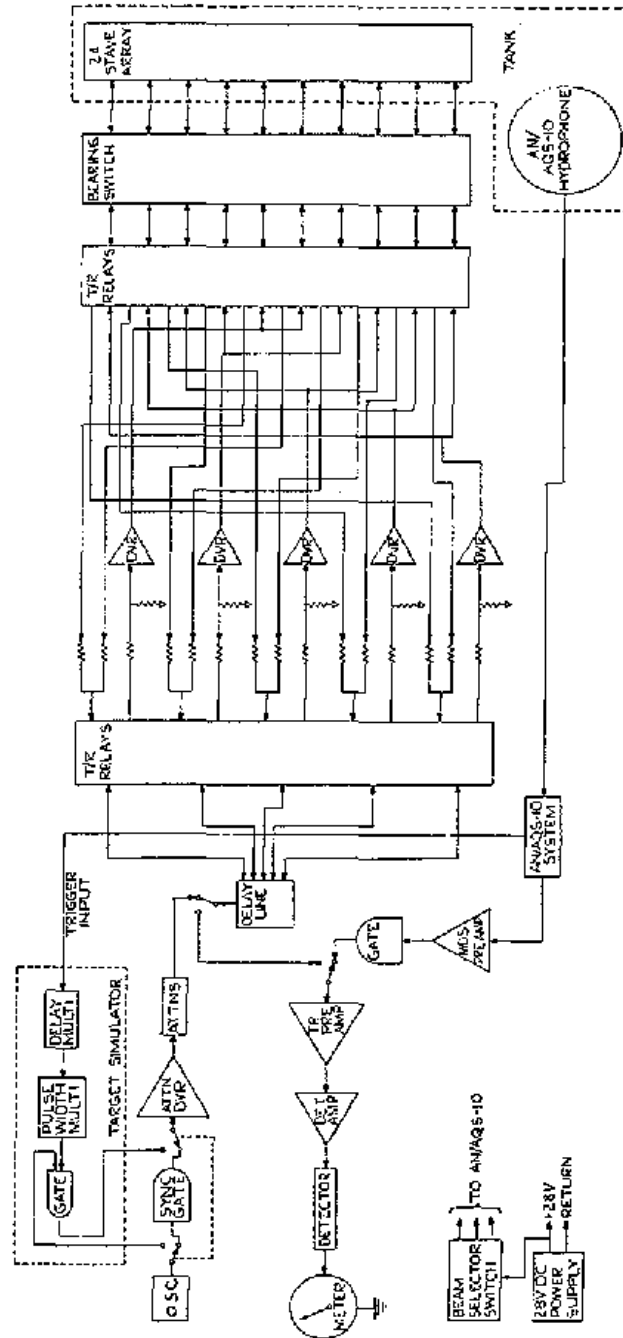 24
STAVE
ARRAY
TANK
BEARING
SWITCH
AN/
AQS-10
HYDROPHONE
T/R
RELAYS
DVR
DVR
DVR
DVR
DVR
T/R
RELAYS
TRIGGER
INPUT
DELAY
LINE
AN/AQS-10
SYSTEM
GATE
MOS
PREAMP
DELAY
MULTI
PULSE
WIDTH
MULTI
GATE
TARGET SIMULATOR
ATTNS
ATTN
DVR
SYNC
GATE
OSC
TR
PRE
AMP
DET
AMP
DETECTOR
METER
BEAM
SELECTOR
SWITCH
TO AN/AQS-10
28V DC
POWER
SUPPLY
+28V
RETURN